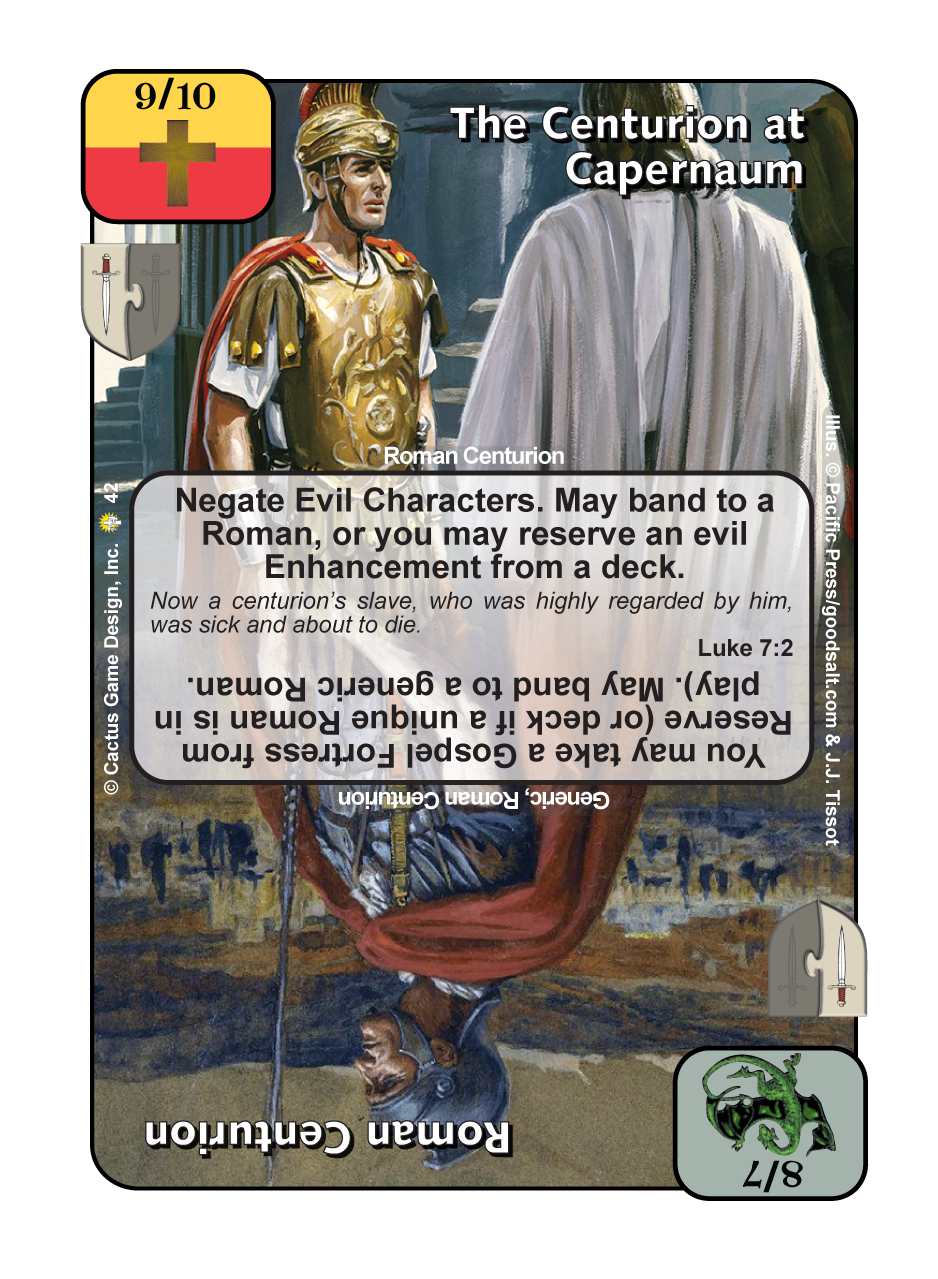 9/10
The Centurion at
Capernaum
Roman Centurion
Negate Evil Characters. May band to a
Roman, or you may reserve an evil
Enhancement from a deck.
Now a centurion's slave, who was highly regarded by him,
was sick and about to die.
Luke 7:2
You may take a Gospel Fortress from
Reserve (or deck if a unique Roman is in
play). May band to a generic Roman.
Generic, Roman Centurion
Roman Centurion
8/7
© Cactus Game Design, Inc. 42
Illus. © Pacific Press/goodsalt.com & J.J. Tissot